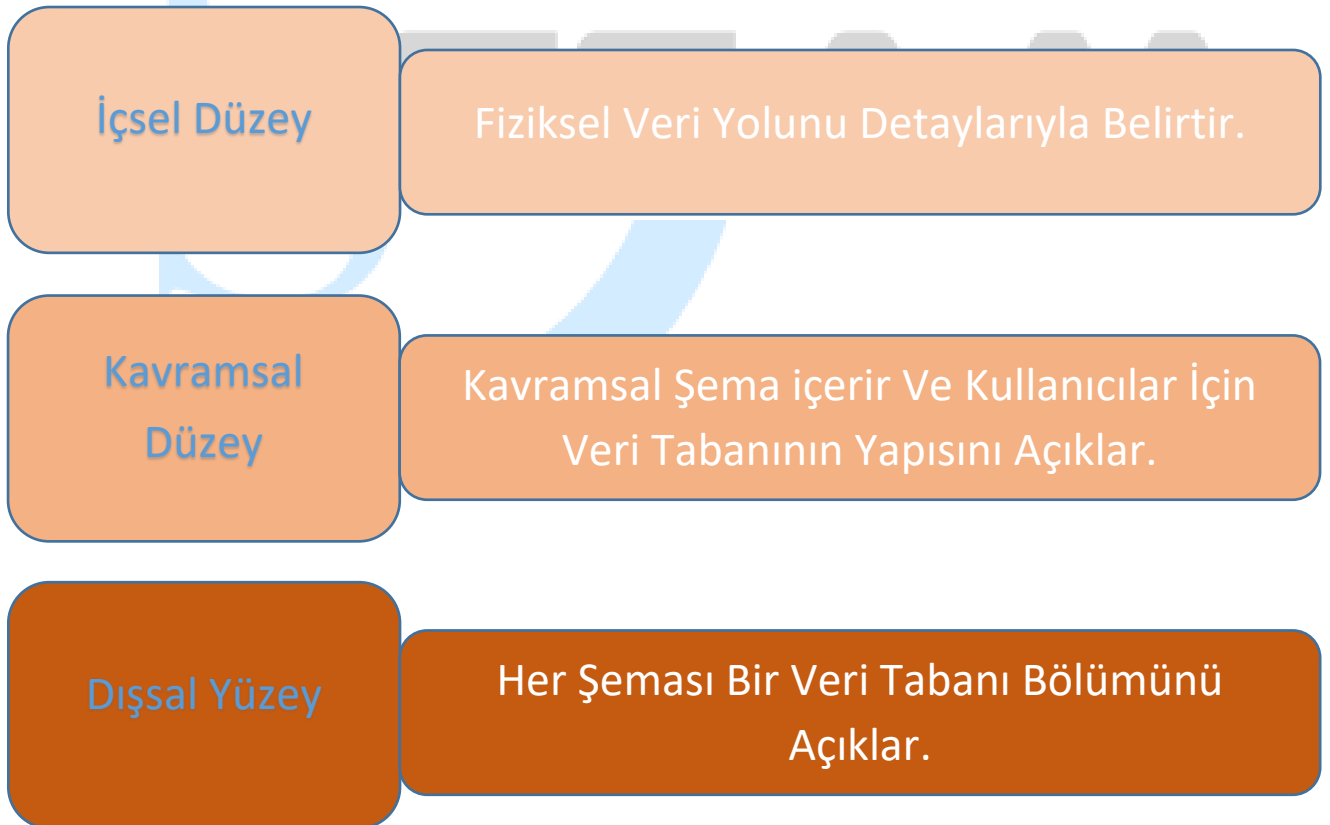 İçsel Düzey
Fiziksel Veri Yolunu Detaylarıyla Belirtir.
Kavramsal
Düzey
Kavramsal Şema içerir Ve Kullanıcılar İçin
Veri Tabanının Yapısını Açıklar.
Dışsal Yüzey
Her Şeması Bir Veri Tabanı Bölümünü
Açıklar.